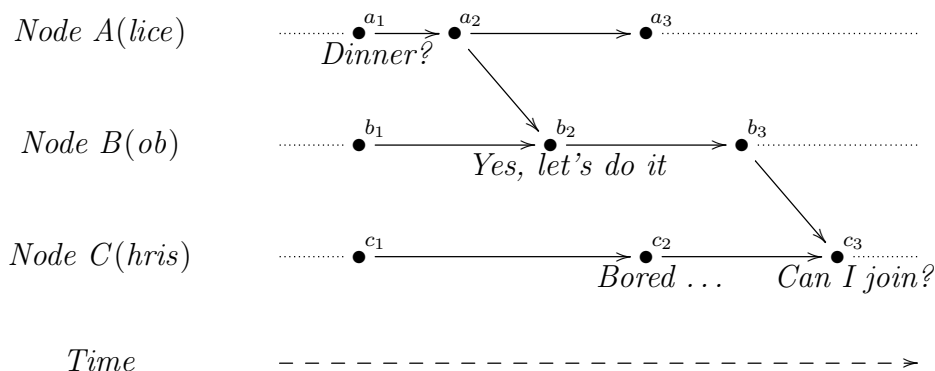 Node A(lice) a1 a2 a3
Dinner?
Node B(ob) b1 b2 b3
Yes, let's do it
Node C(hris) c1 c2 c3
Bored ... Can I join?
Time